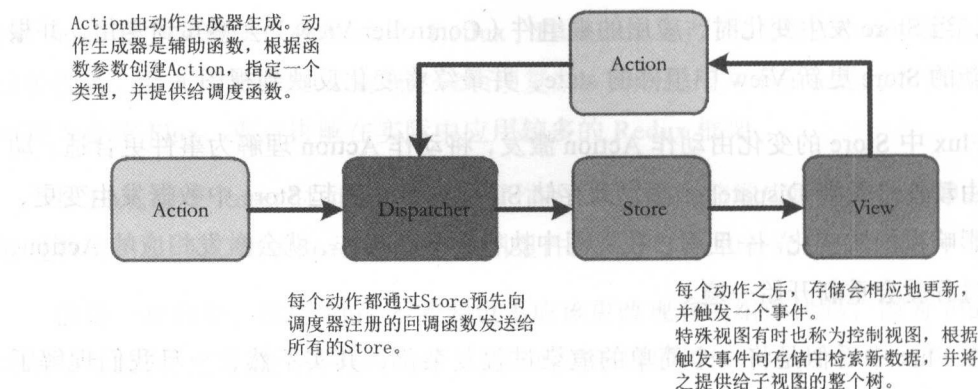 Action由动作生成器生成。动
作生成器是辅助函数，根据函
数参数创建Action，指定一个
类型，并提供给调度函数。
Action
Action
Dispatcher
Store
View
每个动作都通过Store预先向
调度器注册的回调函数发送给
所有的Store。
每个动作之后，存储会相应地更新，
并触发一个事件。
特殊视图有时也称为控制视图，根据
触发事件向存储中检索新数据，并将
之提供给子视图的整个树。